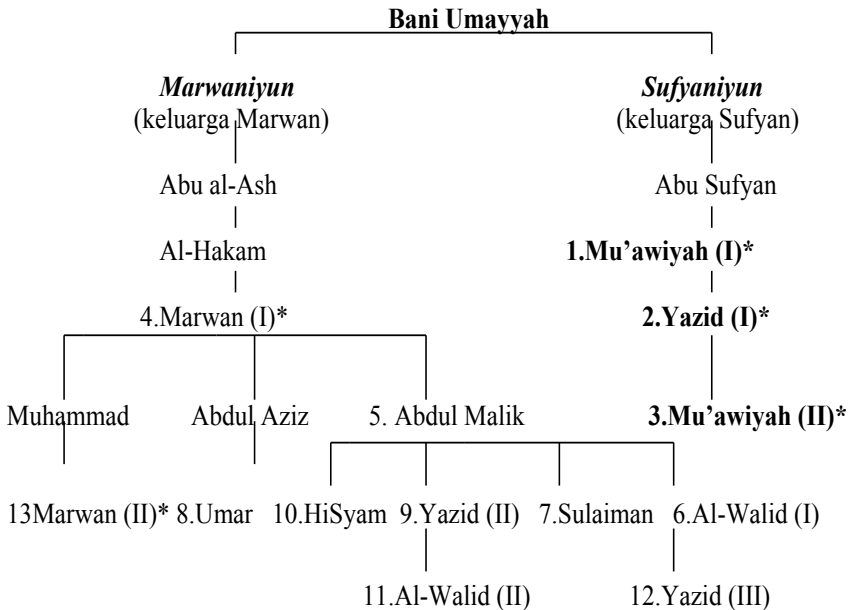 Bani Umayyah
Marwaniyun Sufyaniyun
(keluarga Marwan) (keluarga Sufyan)
Abu al-Ash Abu Sufyan
Al-Hakam 1.Mu’awiyah (I)*
4.Marwan (I)* 2.Yazid (I)*
Muhammad Abdul Aziz 5. Abdul Malik 3.Mu’awiyah (II)*
13Marwan (II)* 8.Umar 10.HiSyam 9.Yazid (II) 7.Sulaiman 6.Al-Walid (I)
11.Al-Walid (II) 12.Yazid (III)